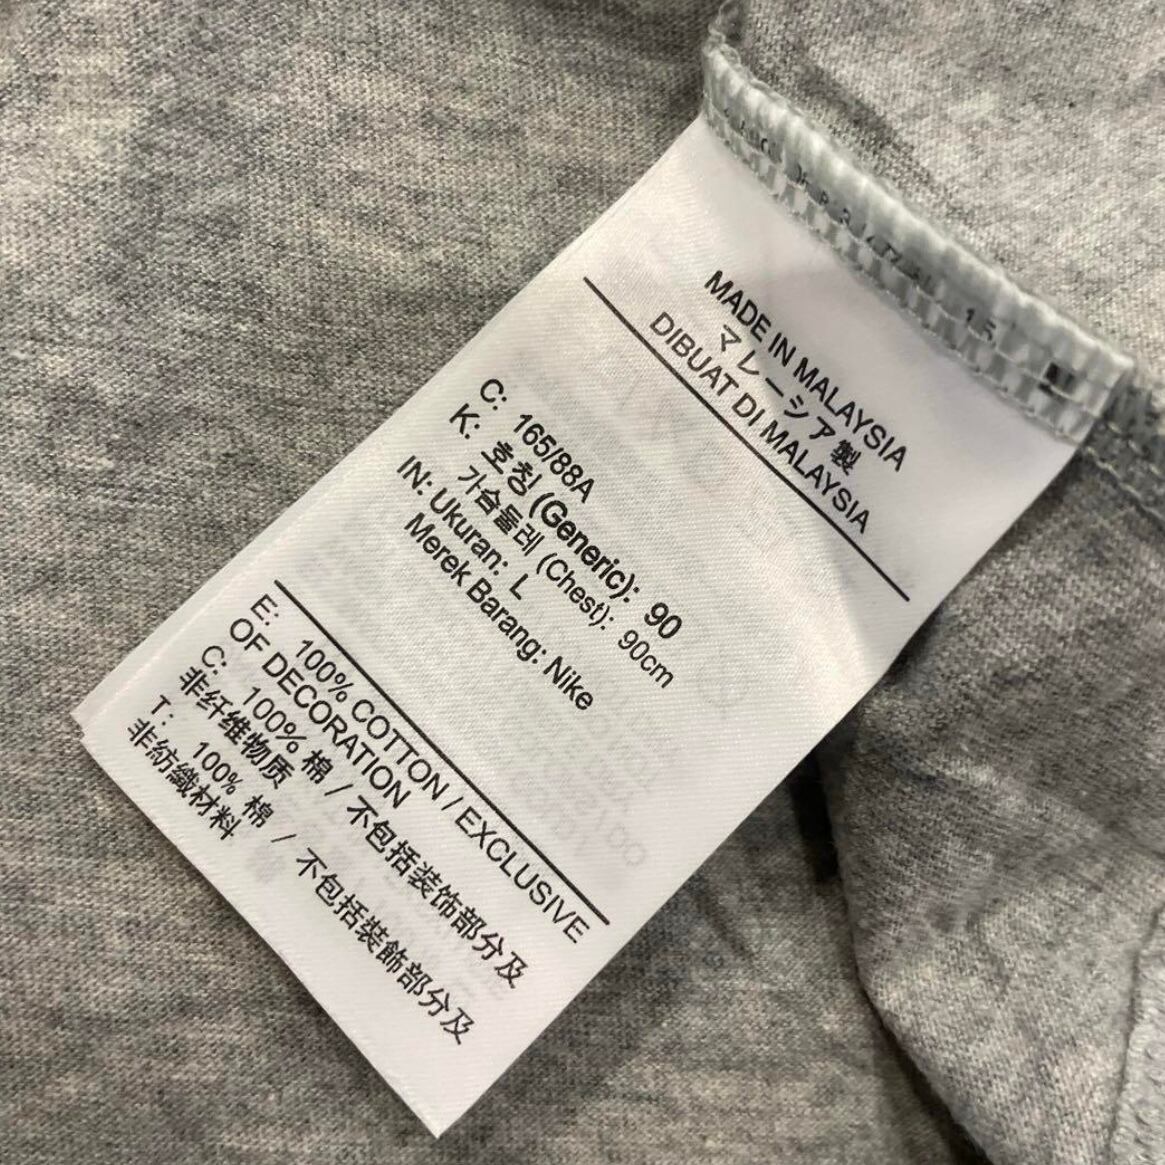 MADE IN MALAYSIA
マレーシア製
DIBUAT DI MALAYSIA
C: 165/88A
K: 호칭 (Generic): 90
가슴둘레 (Chest): 90cm
IN: Ukuran: L
Merek Barang: Nike
E: 100% COTTON / EXCLUSIVE
OF DECORATION
C: 100% 棉 / 不包括装饰部分及
非纤维物质
T: 100% 棉 / 不包括裝飾部分及
非紡織材料